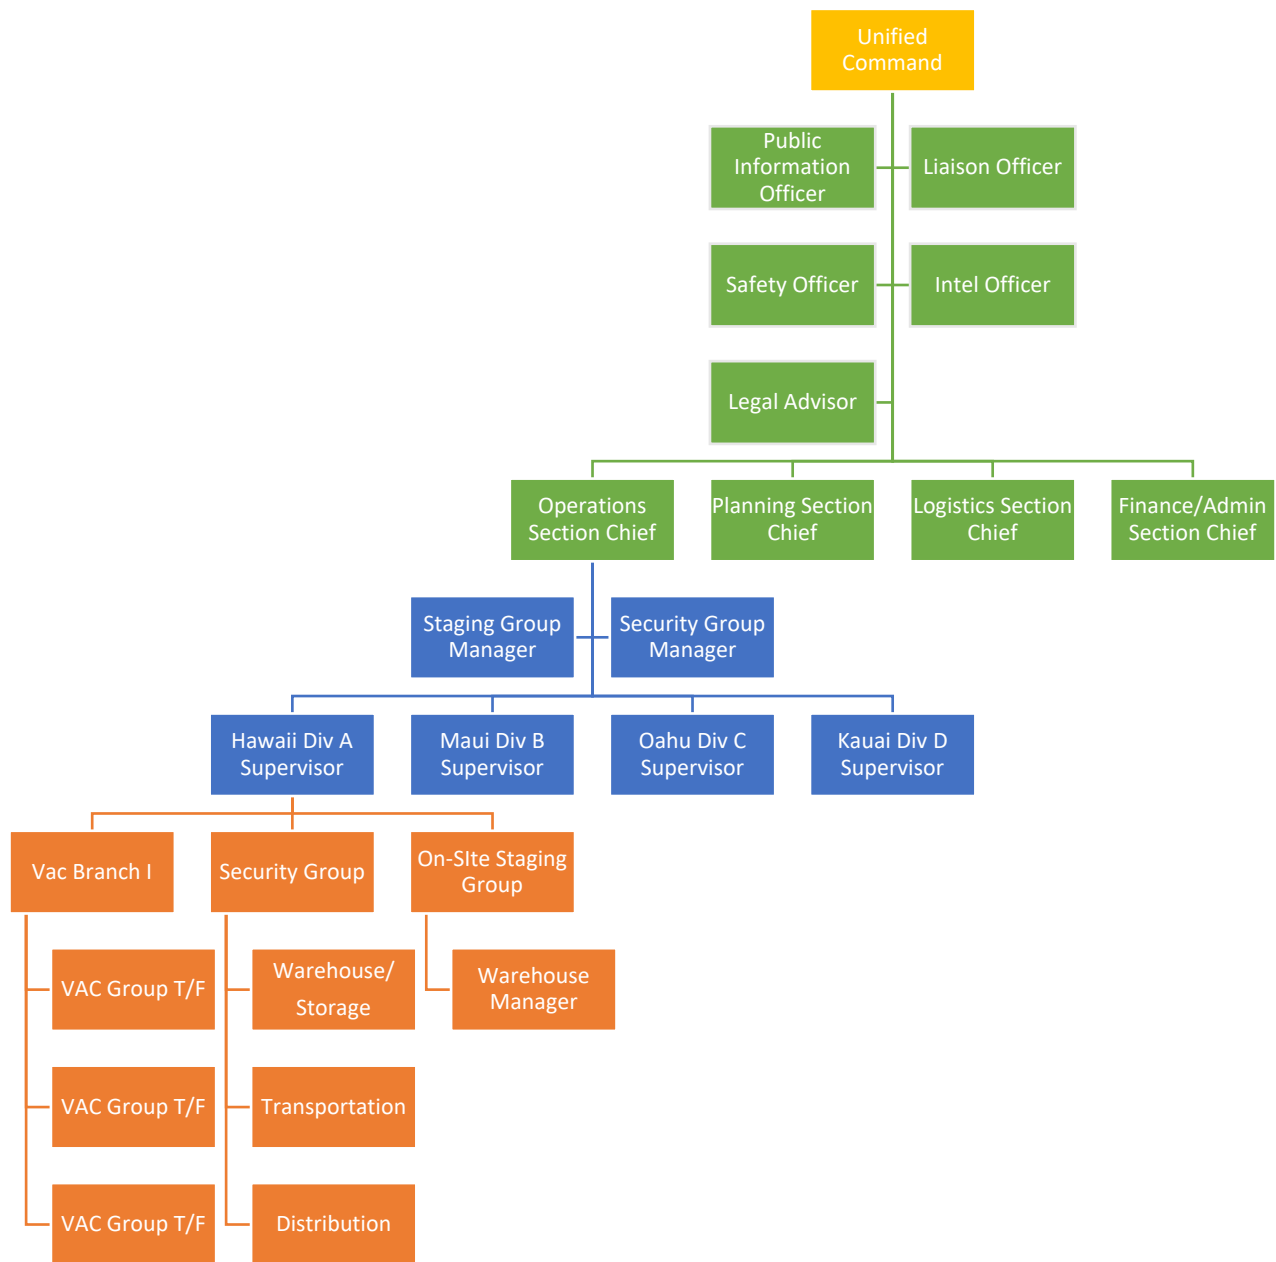 Unified
Command
Public
Information
Officer
Liaison Officer
Safety Officer
Intel Officer
Legal Advisor
Operations
Section Chief
Planning Section
Chief
Logistics Section
Chief
Finance/Admin
Section Chief
Staging Group
Manager
Security Group
Manager
Hawaii Div A
Supervisor
Maui Div B
Supervisor
Oahu Div C
Supervisor
Kauai Div D
Supervisor
Vac Branch I
Security Group
On-SIte Staging
Group
VAC Group T/F
Warehouse/
Storage
Warehouse
Manager
VAC Group T/F
Transportation
VAC Group T/F
Distribution